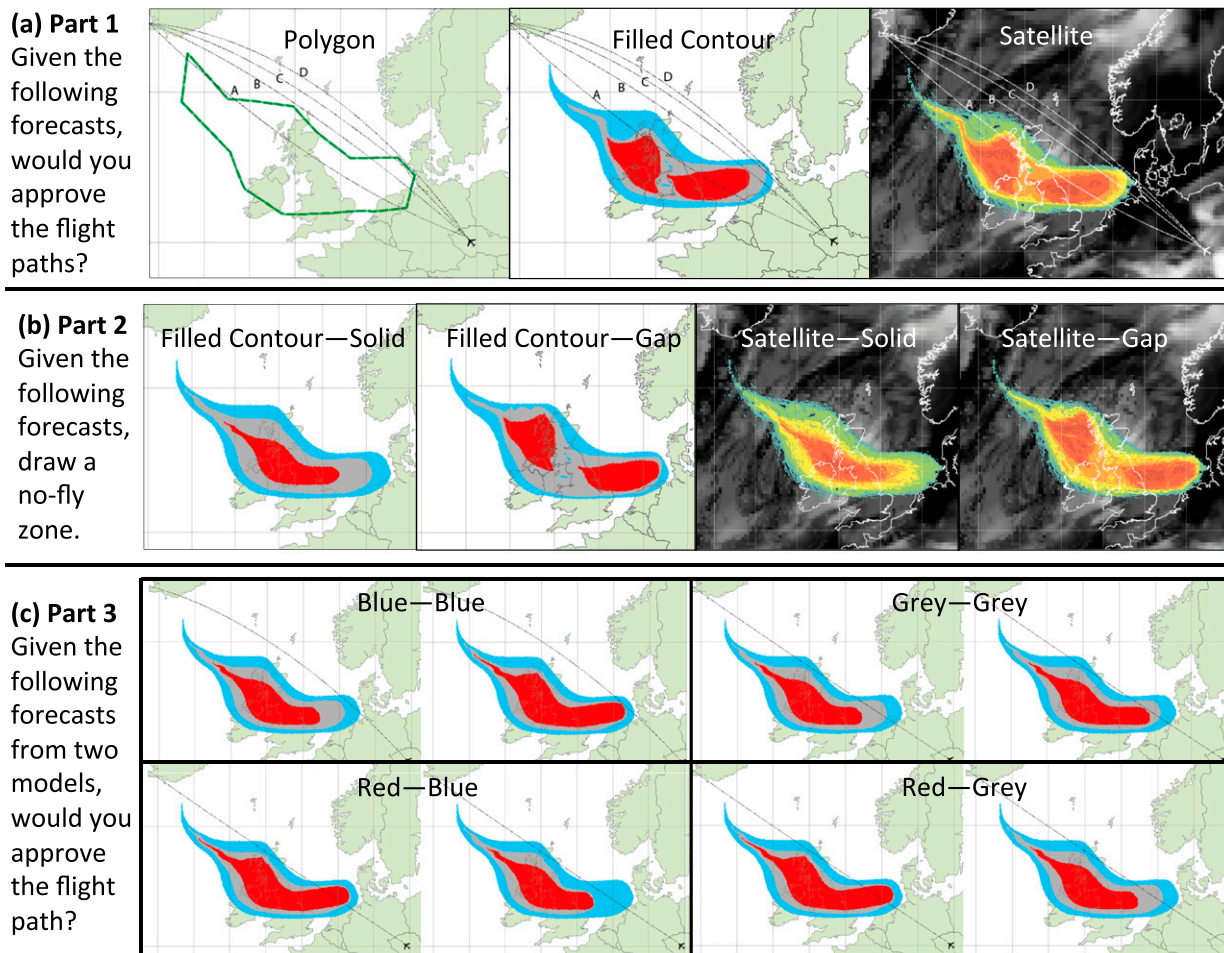 (a) Part 1
Given the
following
forecasts,
would you
approve
the flight
paths?
Polygon
A
B
C
D
Filled Contour
A
B
C
D
Satellite
A
B
C
D
(b) Part 2
Given the
following
forecasts,
draw a
no-fly
zone.
Filled Contour—Solid
Filled Contour—Gap
Satellite—Solid
Satellite—Gap
(c) Part 3
Given the
following
forecasts
from two
models,
would you
approve
the flight
path?
Blue—Blue
Grey—Grey
Red—Blue
Red—Grey